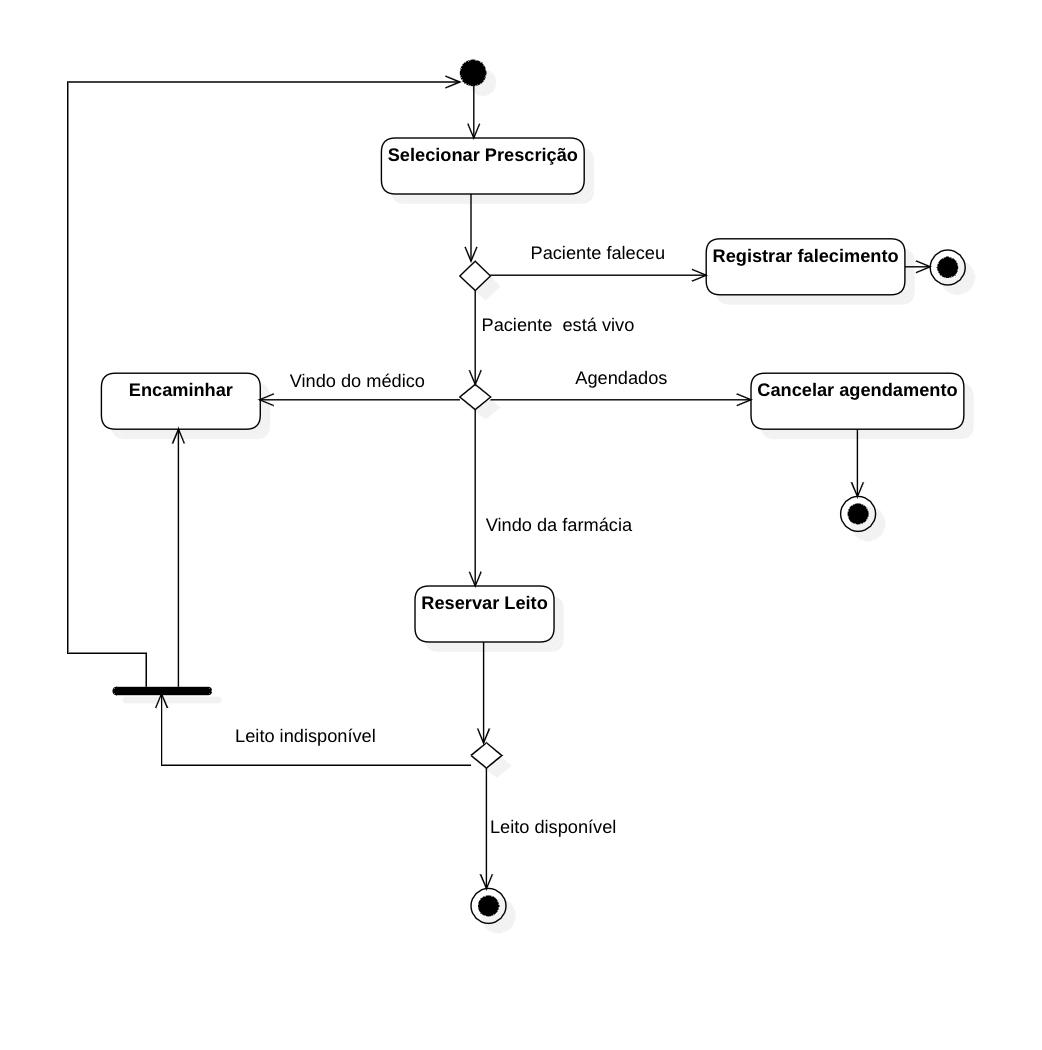 Selecionar Prescrição
Paciente faleceu
Registrar falecimento
Paciente  está vivo
Encaminhar
Vindo do médico
Agendados
Cancelar agendamento
Vindo da farmácia
Reservar Leito
Leito indisponível
Leito disponível